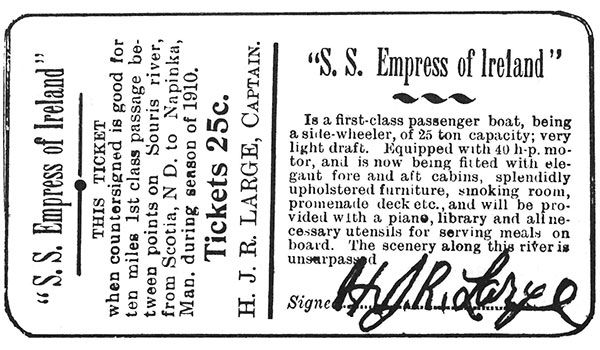 "S. S. Empress of Ireland"
THIS TICKET
when countersigned is good for
ten miles 1st class passage be-
tween points on Souris river,
from Scotia, N D. to Napinka,
Man. during season of 1910.
Tickets 25c.
H. J. R. LARGE, CAPTAIN.
"S. S. Empress of Ireland"
Is a first-class passenger boat, being
a side-wheeler, of 25 ton capacity; very
light draft. Equipped with 40 h-p. mo-
tor, and is now being fitted with ele-
gant fore and aft cabins, splendidly
upholstered furniture, smoking room,
promenade deck etc., and will be pro-
vided with a piano, library and all ne-
cessary utensils for serving meals on
board. The scenery along this river is
unsurpassed
Signe H. J. R. Large